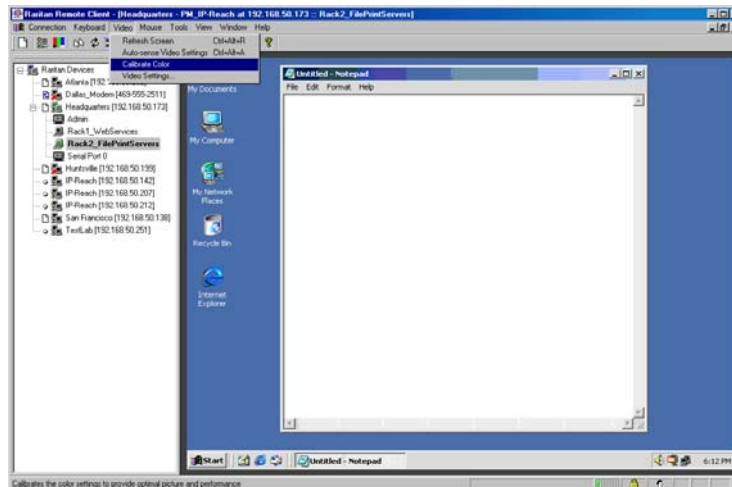 Raritan Remote Client - [Headquarters - PM_IP-Reach at 192.168.50.173 :: Rack2_FilePrintServers]
Connection Keyboard Video Mouse Tools View Window Help
Refresh Screen Ctrl+Alt+R
Auto-sense Video Settings Ctrl+Alt+A
Calibrate Color
Video Settings...
Raritan Devices
Atlanta [192.
Dallas_Modem [469-555-2511]
Headquarters [192.168.50.173]
Admin
Rack1_WebServices
Rack2_FilePrintServers
Serial Port 0
Huntsville [192.168.50.199]
IP-Reach [192.168.50.142]
IP-Reach [192.168.50.207]
IP-Reach [192.168.50.212]
San Francisco [192.168.50.138]
TestLab [192.168.50.251]
My Documents
My Computer
My Network
Places
Recycle Bin
Internet
Explorer
Untitled - Notepad
File Edit Format Help
Start
Untitled - Notepad
6:12 PM
Calibrates the color settings to provide optimal picture and performance